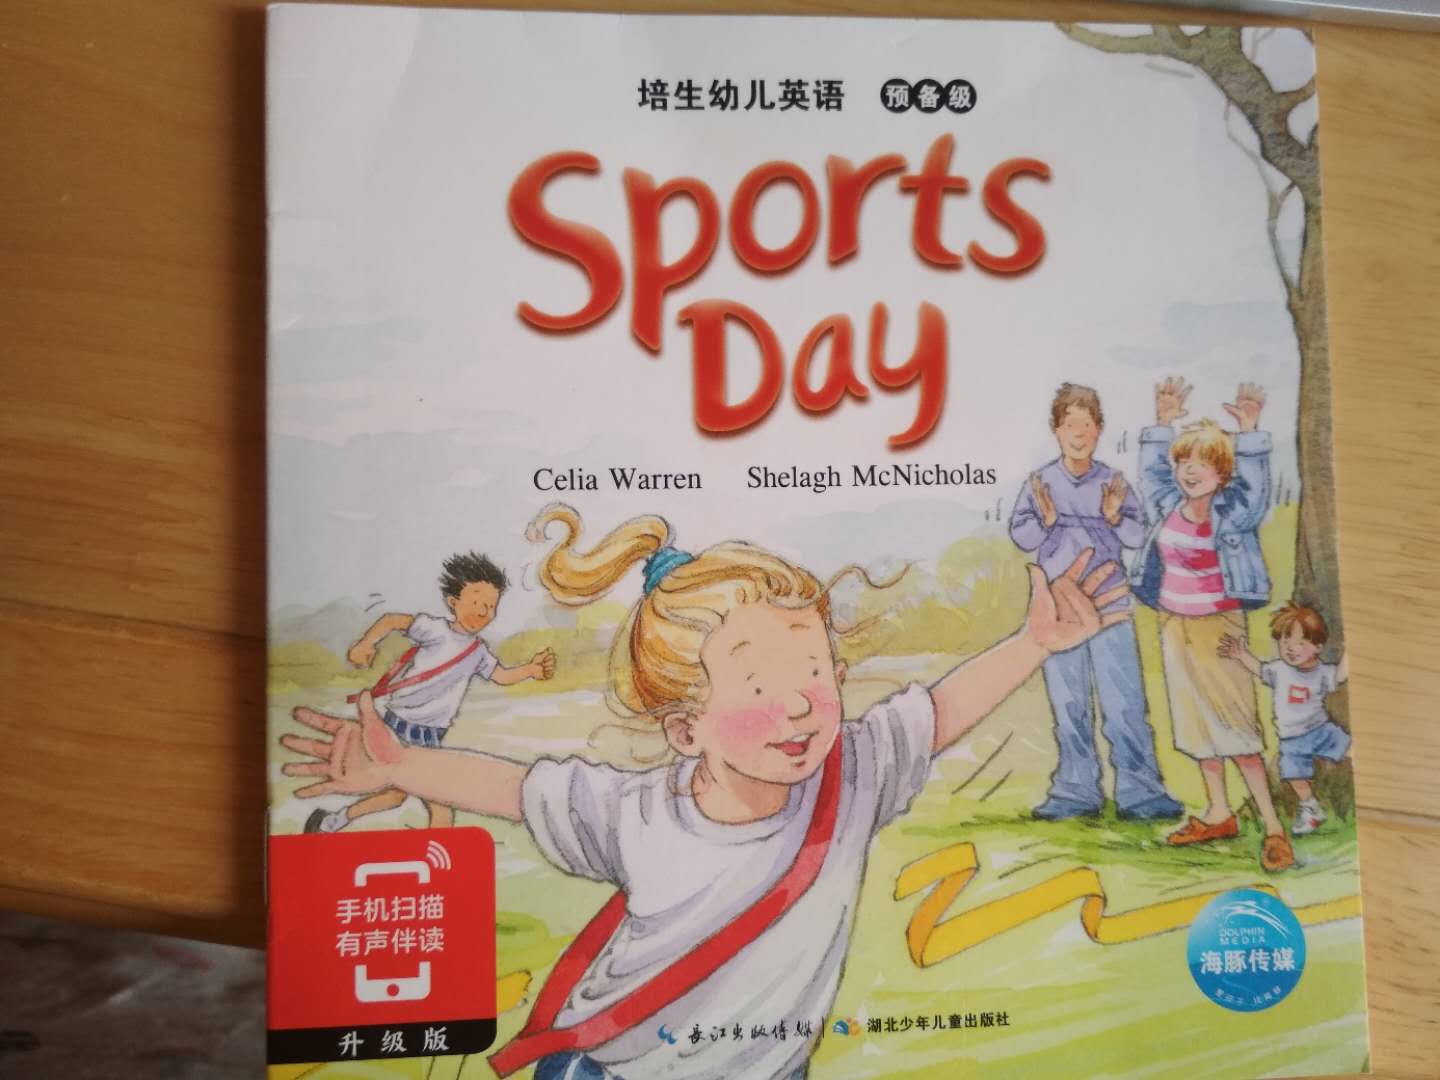 培生幼儿英语 预备级
Sports
Day
Celia Warren Shelagh McNicholas
手机扫描
有声伴读
升级版
DOLPHIN
MEDIA
海豚传媒
长江出版传媒 湖北少年儿童出版社